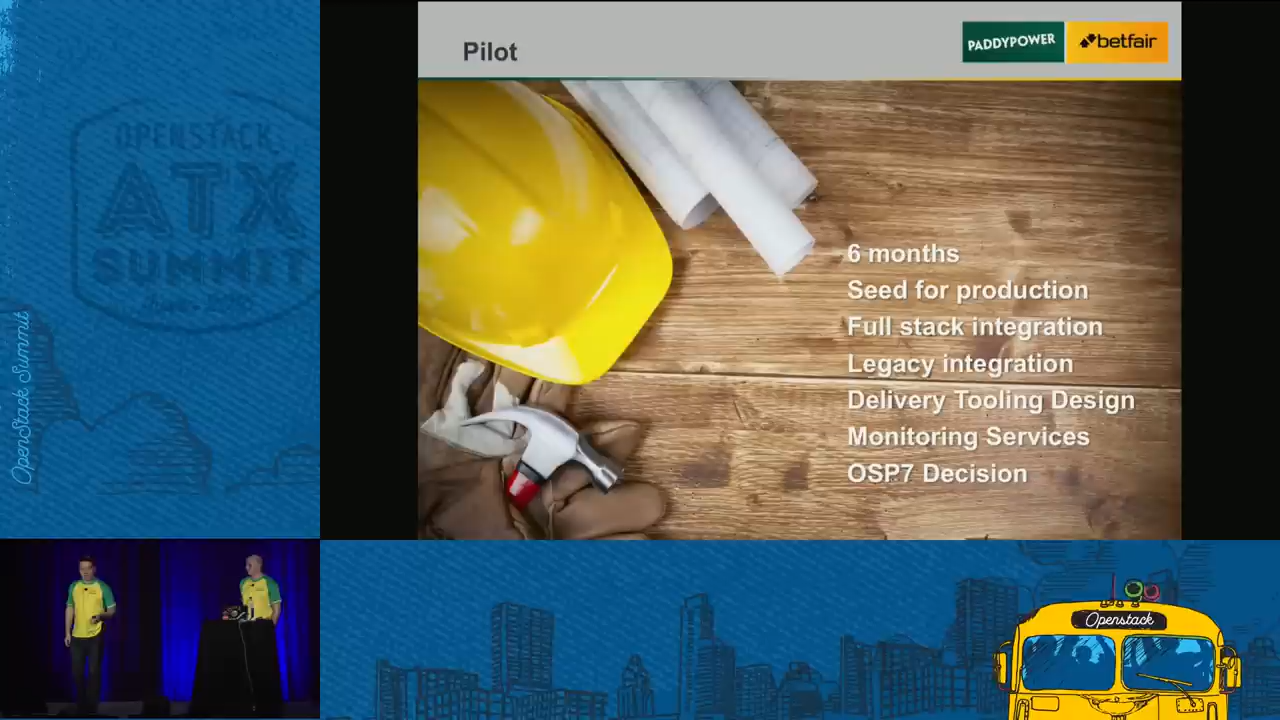 OPENSTACK
ATX
SUMMIT
OpenStack Summit
Pilot
PADDYPOWER
betfair
6 months
Seed for production
Full stack integration
Legacy integration
Delivery Tooling Design
Monitoring Services
OSP7 Decision
Openstack